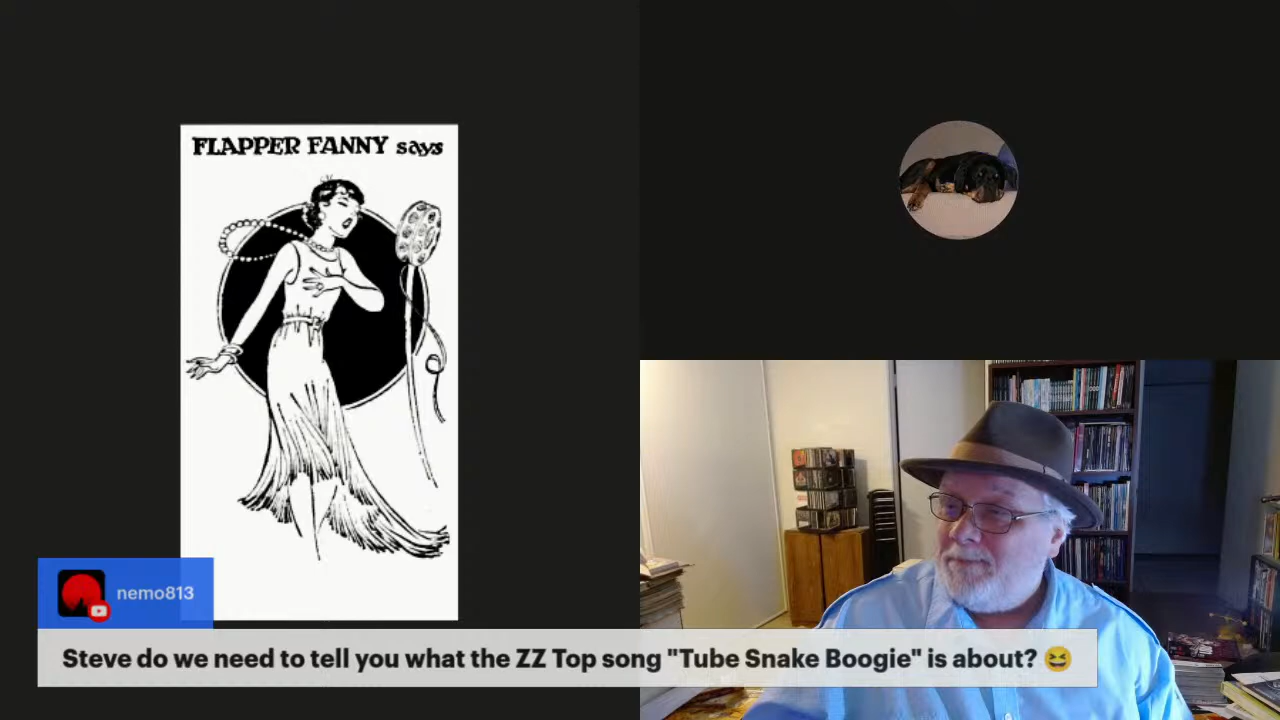 FLAPPER FANNY says
nemo813
Steve do we need to tell you what the ZZ Top song "Tube Snake Boogie" is about? 😆